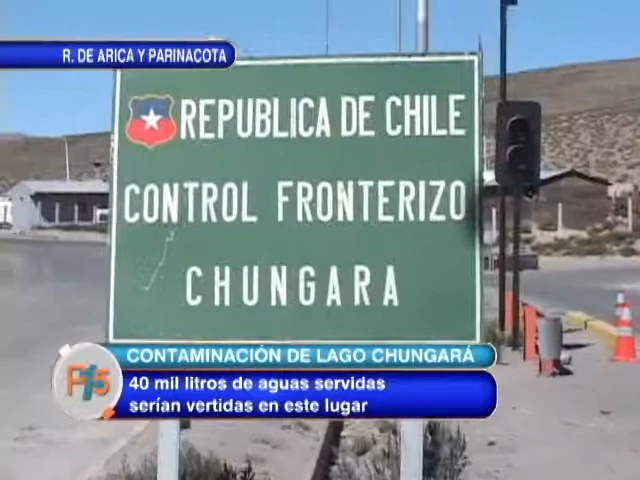 R. DE ARICA Y PARINACOTA
REPUBLICA DE CHILE
CONTROL FRONTERIZO
CHUNGARA
CONTAMINACIÓN DE LAGO CHUNGARÁ
40 mil litros de aguas servidas
serían vertidas en este lugar